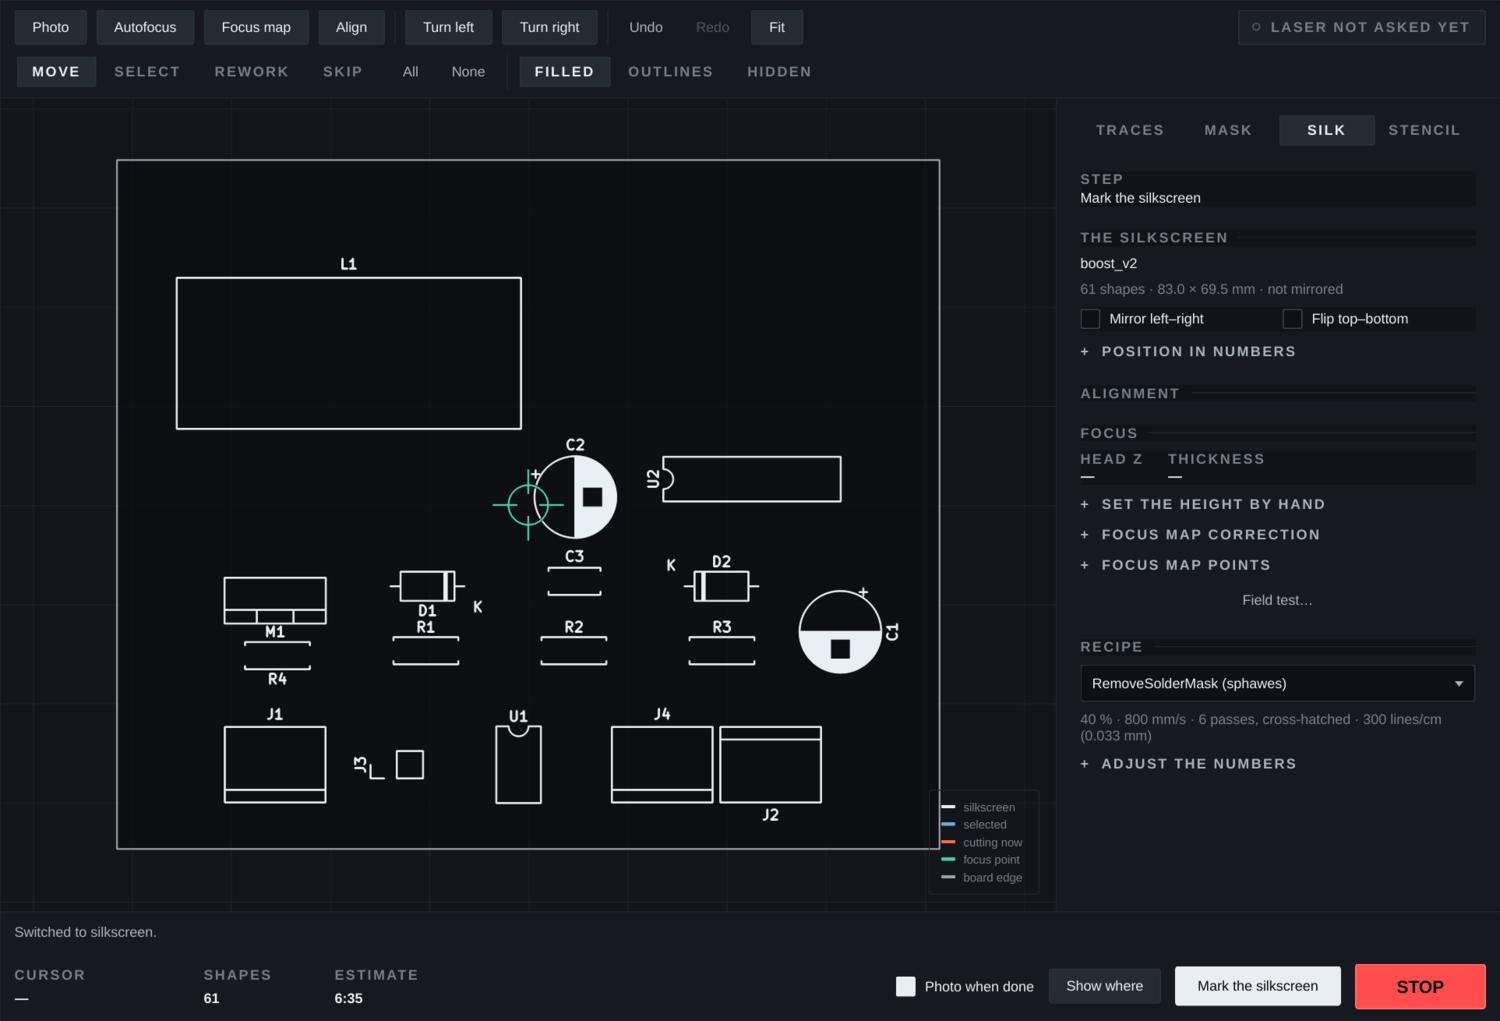 Photo Autofocus Focus map Align Turn left Turn right Undo Redo Fit LASER NOT ASKED YET
MOVE SELECT REWORK SKIP All None FILLED OUTLINES HIDDEN
TRACES MASK SILK STENCIL
STEP
Mark the silkscreen
THE SILKSCREEN
boost_v2
61 shapes · 83.0 × 69.5 mm · not mirrored
Mirror left–right Flip top–bottom
+ POSITION IN NUMBERS
ALIGNMENT
FOCUS
HEAD Z THICKNESS
— —
+ SET THE HEIGHT BY HAND
+ FOCUS MAP CORRECTION
+ FOCUS MAP POINTS
Field test…
RECIPE
RemoveSolderMask (sphawes)
40 % · 800 mm/s · 6 passes, cross-hatched · 300 lines/cm
(0.033 mm)
+ ADJUST THE NUMBERS
L1
C2
+
U2
C3
K
D2
D1
K
+
M1
R1
R2
R3
C1
R4
J1
U1
J4
J3
J2
silkscreen
selected
cutting now
focus point
board edge
Switched to silkscreen.
CURSOR SHAPES ESTIMATE
— 61 6:35
Photo when done Show where Mark the silkscreen STOP